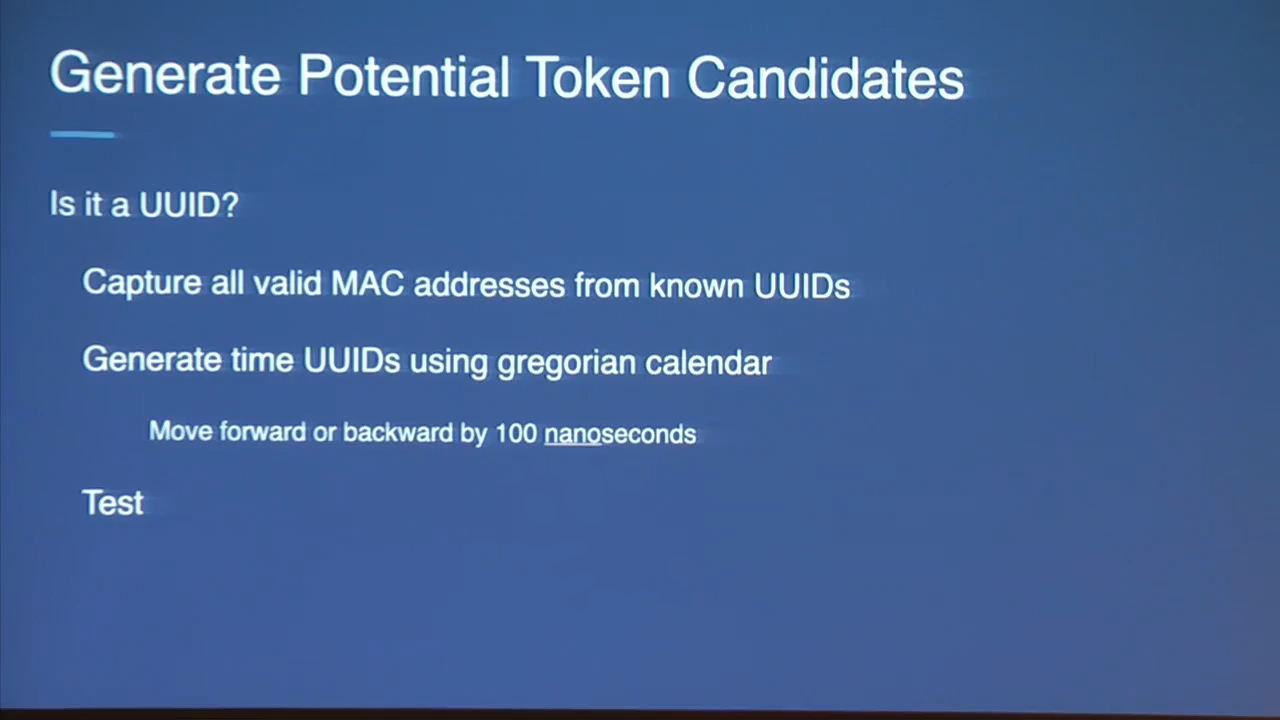 Generate Potential Token Candidates
Is it a UUID?
Capture all valid MAC addresses from known UUIDs
Generate time UUIDs using gregorian calendar
Move forward or backward by 100 nanoseconds
Test